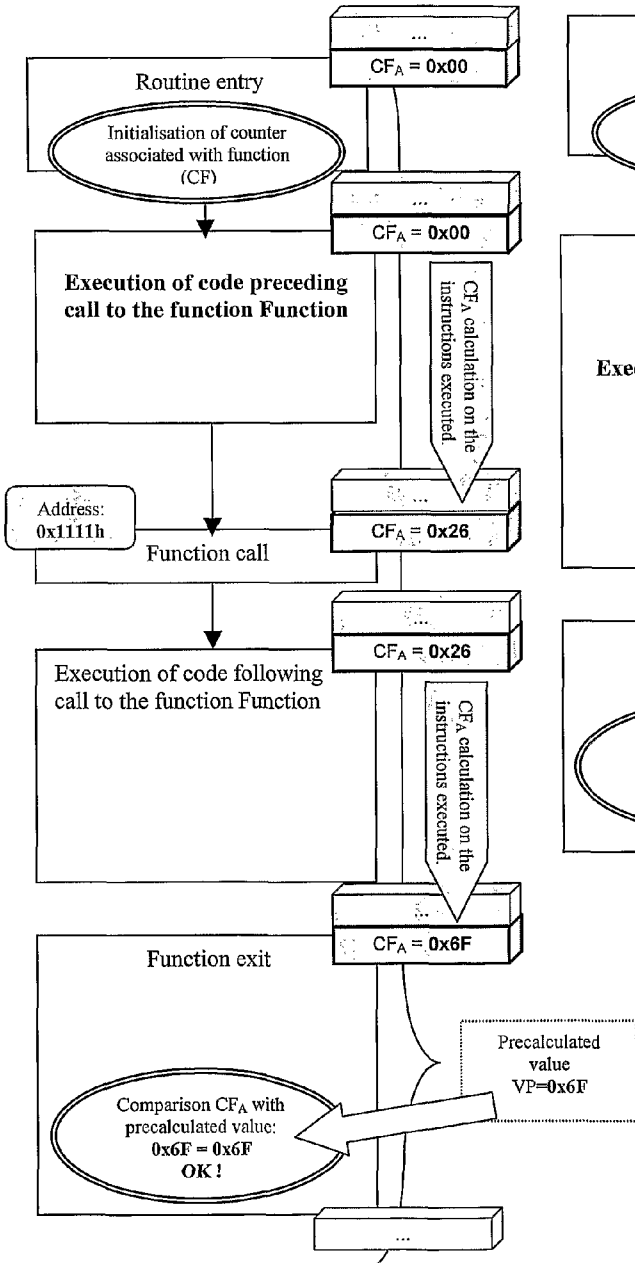 ...
CFA = 0x00
Routine entry
Initialisation of counter
associated with function
(CF)
...
CFA = 0x00
Execution of code preceding
call to the function Function
CFA calculation on the
instructions executed.
Exec
...
Address:
0x1111h
CFA = 0x26
Function call
...
CFA = 0x26
Execution of code following
call to the function Function
CFA calculation on the
instructions executed.
...
CFA = 0x6F
Function exit
Precalculated
value
VP=0x6F
Comparison CFA with
precalculated value:
0x6F = 0x6F
OK !
...